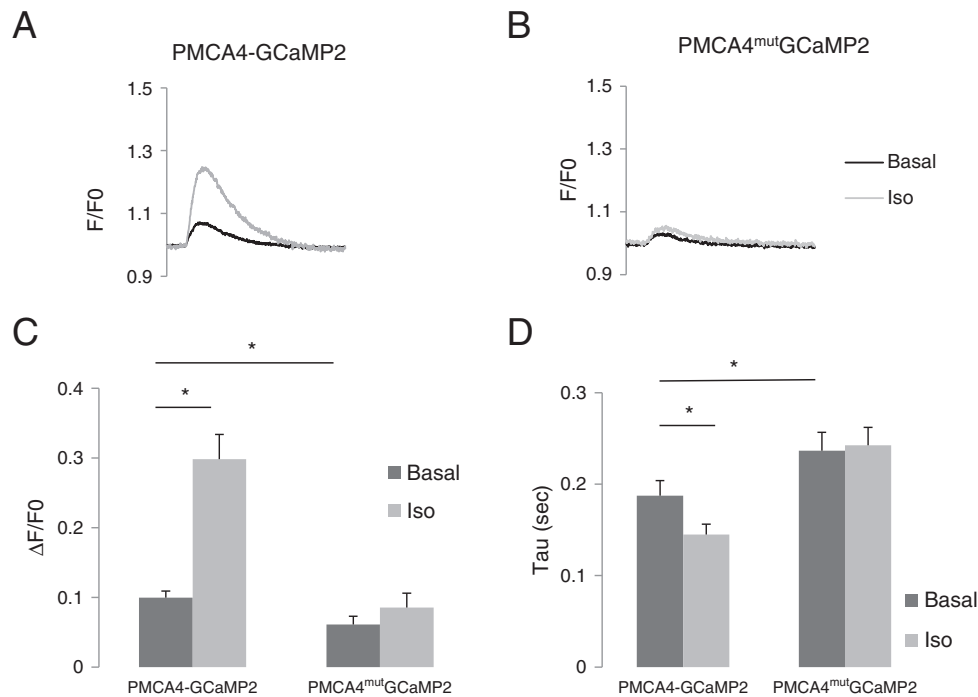 A
PMCA4-GCaMP2
1.5
1.3
1.1
0.9
F/F0
B
PMCA4mutGCaMP2
1.5
1.3
1.1
0.9
F/F0
Basal
Iso
C
*
*
0.4
0.3
0.2
0.1
0
ΔF/F0
Basal
Iso
PMCA4-GCaMP2
PMCA4mutGCaMP2
D
*
*
0.3
0.2
0.1
0
Tau (sec)
Basal
Iso
PMCA4-GCaMP2
PMCA4mutGCaMP2